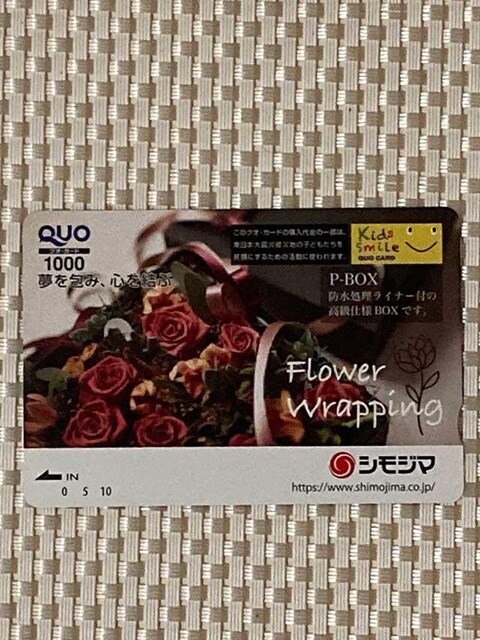 QUO
クオ・カード
1000
夢を包み、心を結ぶ
このクオ・カードの購入代金の一部は、
東日本大震災被災地の子どもたちを
笑顔にするための活動に使われます。
Kids
Smile
QUO CARD
P-BOX
防水処理ライナー付の
高級仕様BOXです。
Flower
Wrapping
シモジマ
https://www.shimojima.co.jp/
IN
0 5 10